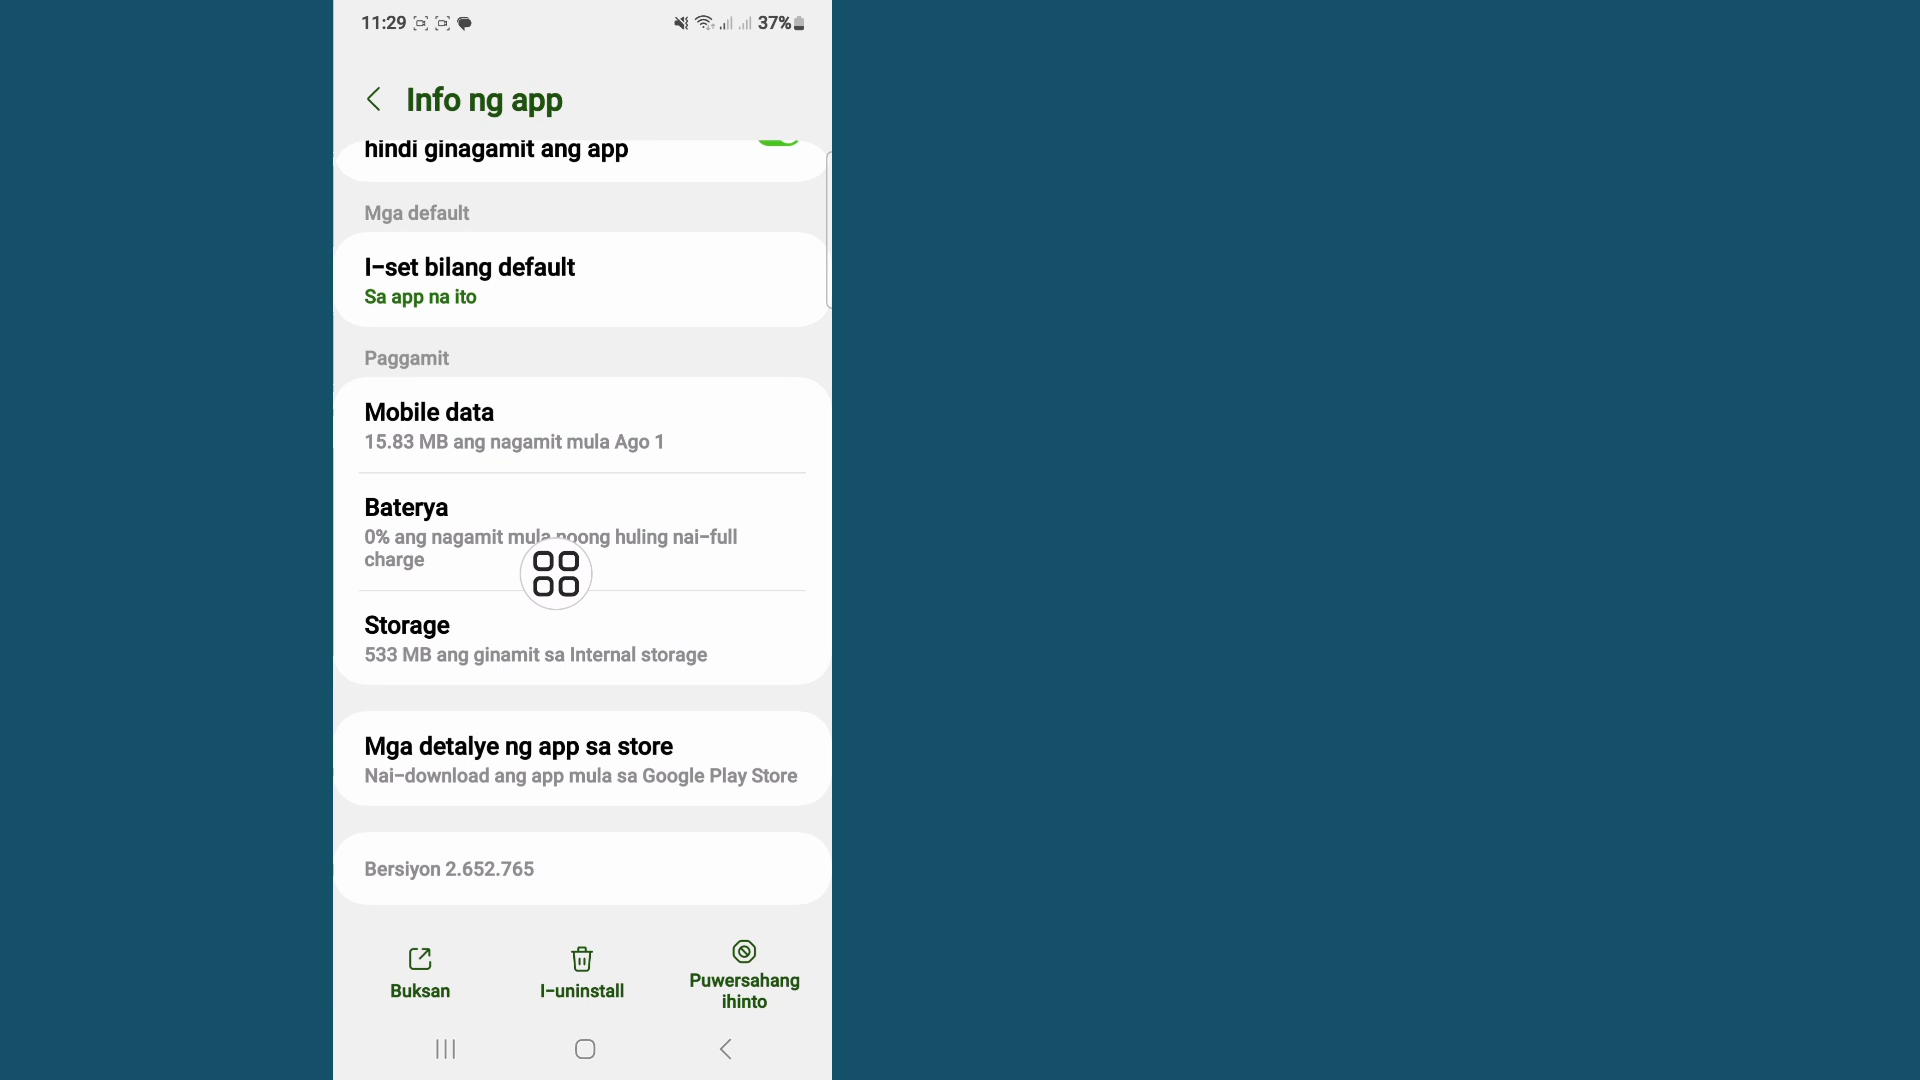 11:29
37%
Info ng app
hindi ginagamit ang app
Mga default
I-set bilang default
Sa app na ito
Paggamit
Mobile data
15.83 MB ang nagamit mula Ago 1
Baterya
0% ang nagamit mula noong huling nai-full
charge
Storage
533 MB ang ginamit sa Internal storage
Mga detalye ng app sa store
Nai-download ang app mula sa Google Play Store
Bersiyon 2.652.765
Buksan
I-uninstall
Puwersahang
ihinto